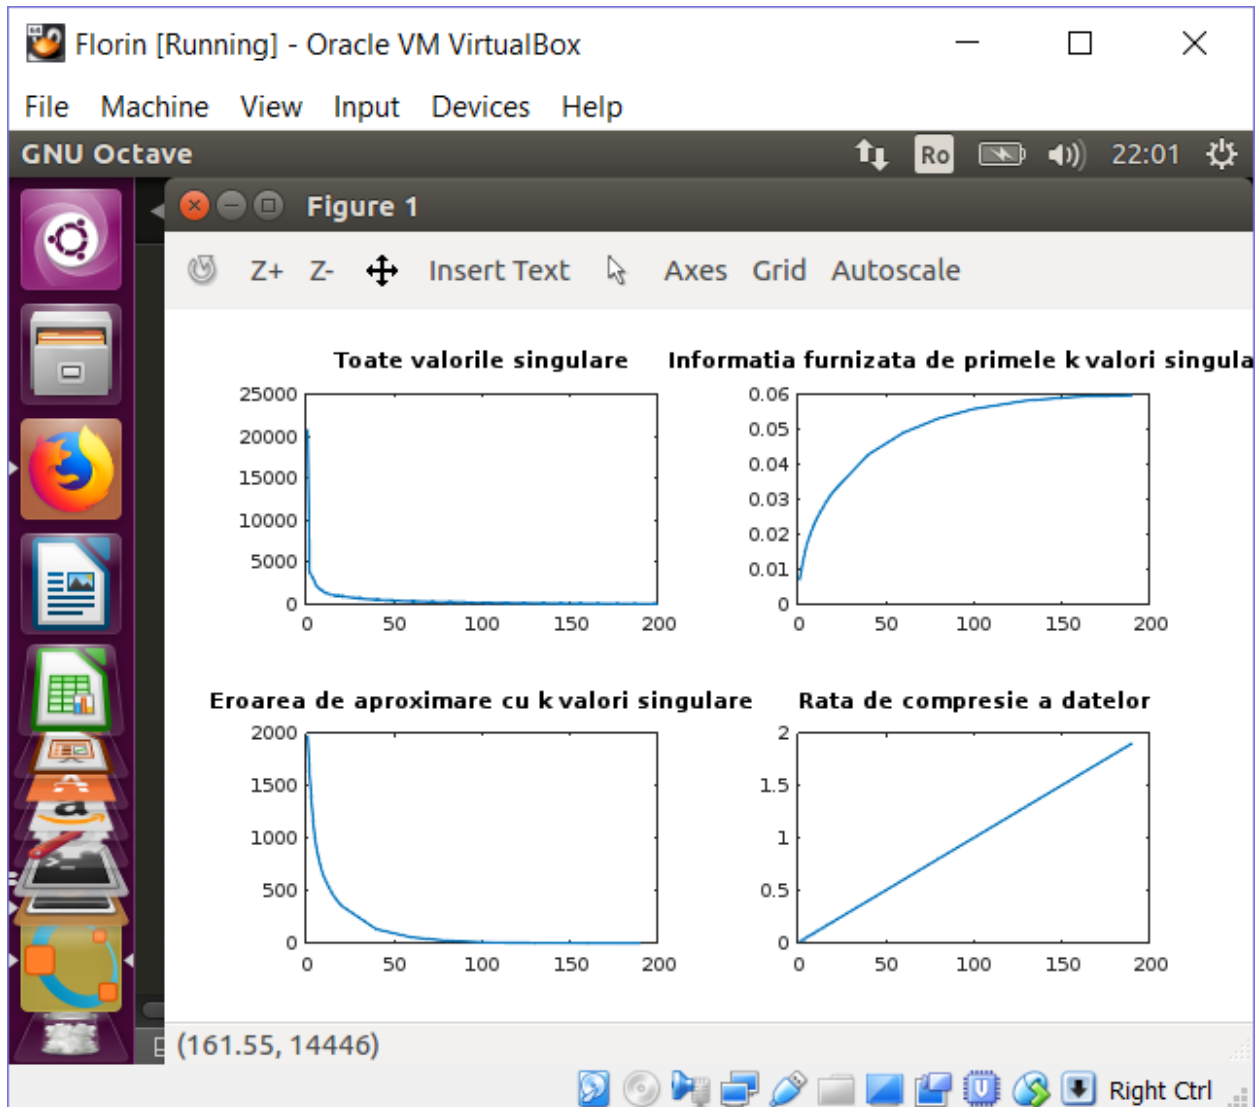 Florin [Running] - Oracle VM VirtualBox
File Machine View Input Devices Help
GNU Octave Ro 22:01
Figure 1
Z+ Z- Insert Text Axes Grid Autoscale
Toate valorile singulare
25000
20000
15000
10000
5000
0
0 50 100 150 200
Informatia furnizata de primele k valori singula
0.06
0.05
0.04
0.03
0.02
0.01
0
0 50 100 150 200
Eroarea de aproximare cu k valori singulare
2000
1500
1000
500
0
0 50 100 150 200
Rata de compresie a datelor
2
1.5
1
0.5
0
0 50 100 150 200
(161.55, 14446)
Right Ctrl